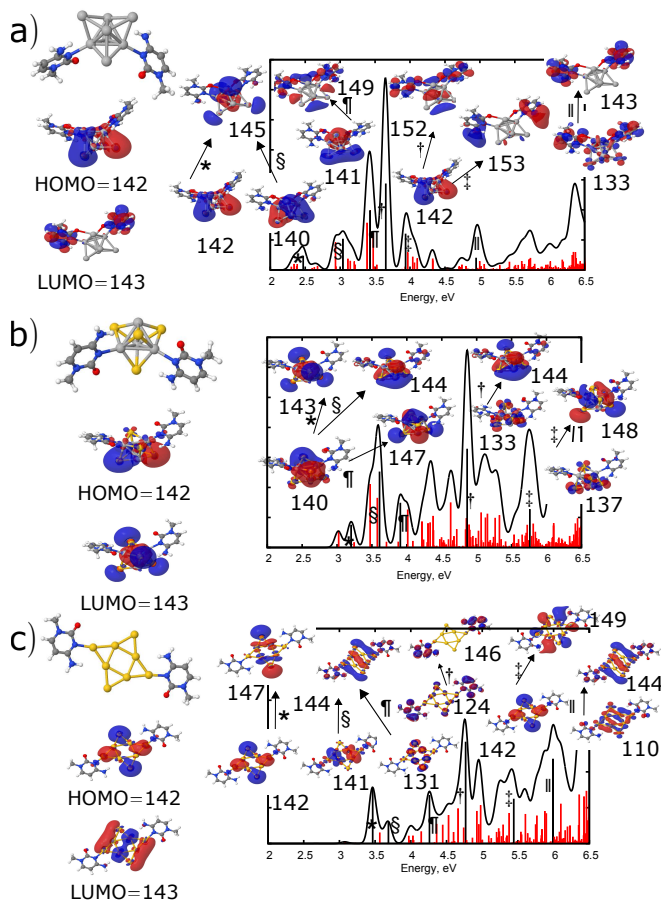 a)
HOMO=142
LUMO=143
145
*
§
142
140
149
¶
141
152
†
142
153
‡
143
||'
133
* § ¶ † ‡ ||
2 2.5 3 3.5 4 4.5 5 5.5 6 6.5
Energy, eV
b)
HOMO=142
LUMO=143
143
*
§
144
140
¶
147
†
144
133
‡
||1
148
137
* § ¶ † ‡
2 2.5 3 3.5 4 4.5 5 5.5 6 6.5
Energy, eV
c)
HOMO=142
LUMO=143
147
*
142
144
§
141
¶
131
146
†
124
142
149
‡
||
144
110
* § ¶ † ‡ ||
2 2.5 3 3.5 4 4.5 5 5.5 6 6.5
Energy, eV